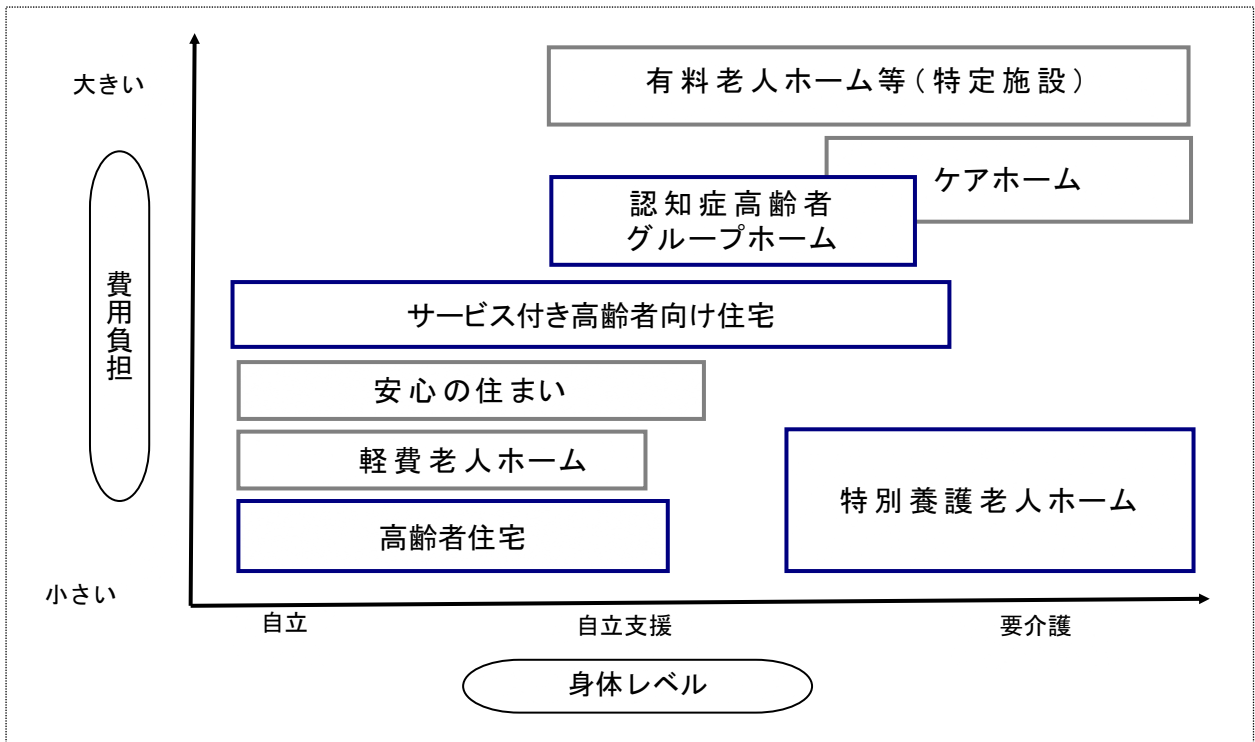 大きい
有料老人ホーム等（特定施設）
ケアホーム
認知症高齢者
グループホーム
費用負担
サービス付き高齢者向け住宅
安心の住まい
軽費老人ホーム
特別養護老人ホーム
高齢者住宅
小さい
自立
自立支援
要介護
身体レベル